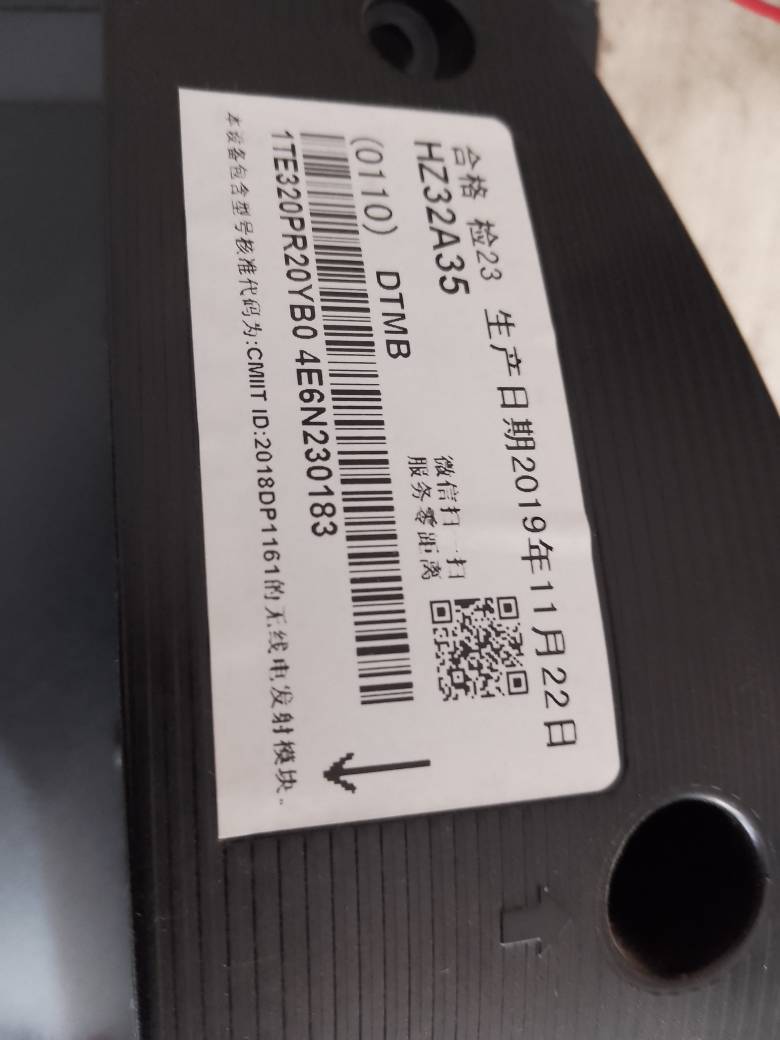 合格 检23 生产日期2019年11月22日
HZ32A35
微信扫一扫
服务零距离
(0110) DTMB
1TE320PR20YB0 4E6N230183
本设备包含型号核准代码为:CMIIT ID:2018DP1161的无线电发射模块。